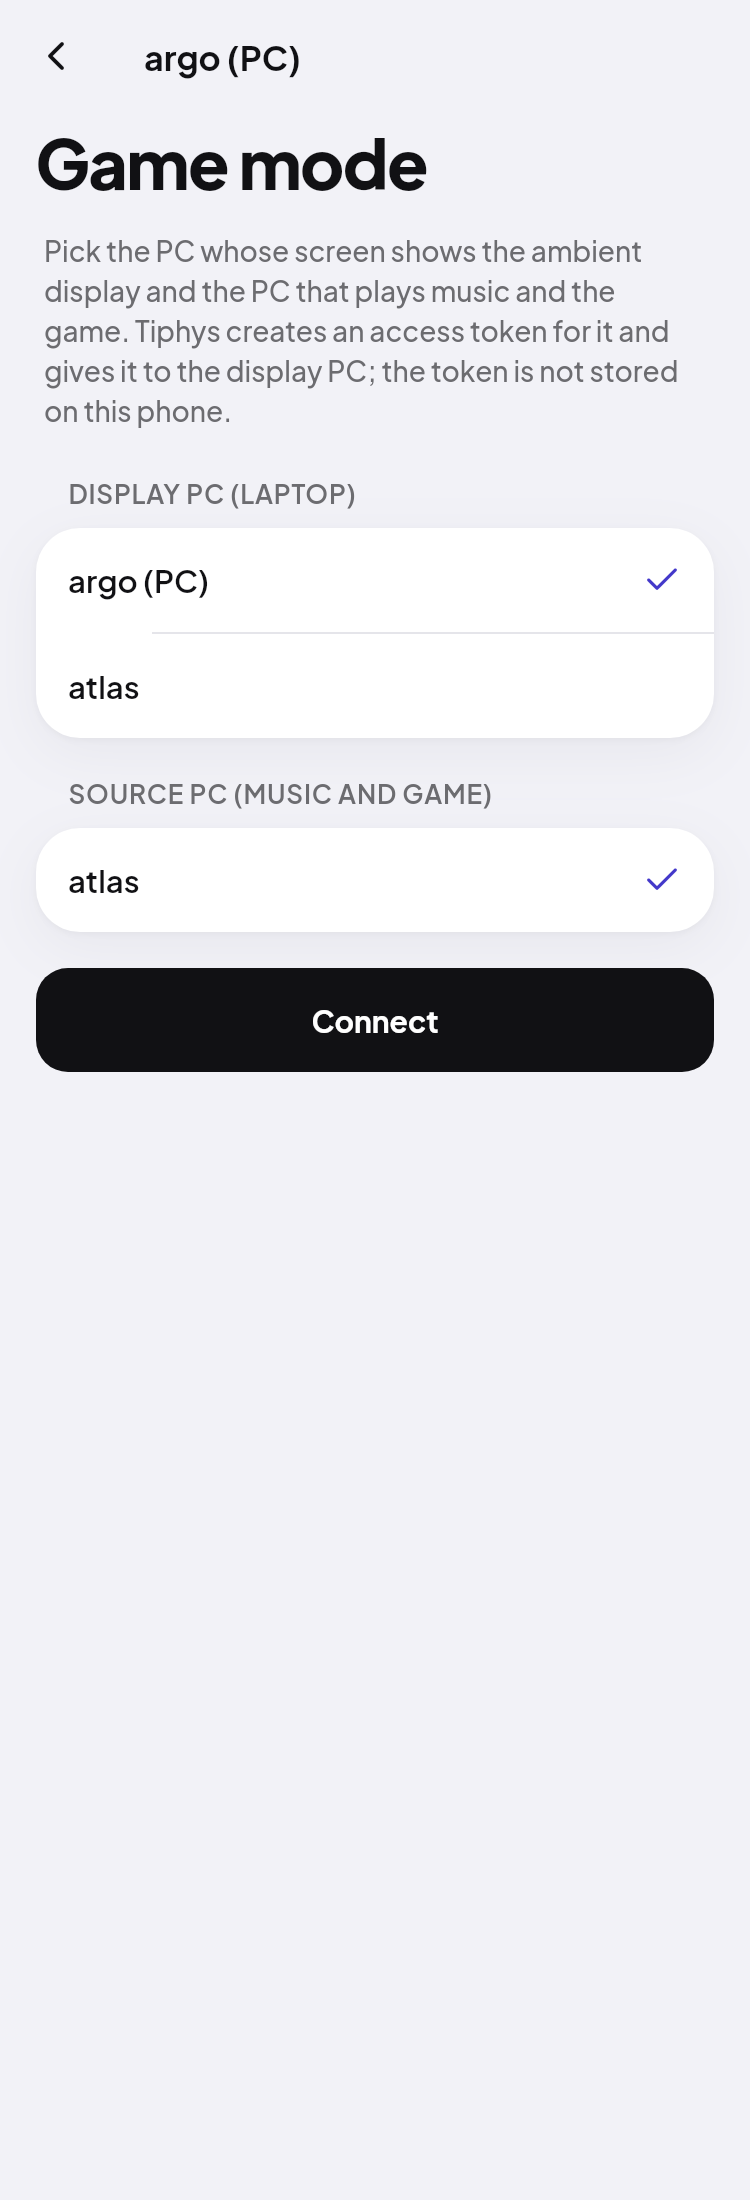 argo (PC)
Game mode
Pick the PC whose screen shows the ambient
display and the PC that plays music and the
game. Tiphys creates an access token for it and
gives it to the display PC; the token is not stored
on this phone.
DISPLAY PC (LAPTOP)
argo (PC)
atlas
SOURCE PC (MUSIC AND GAME)
atlas
Connect